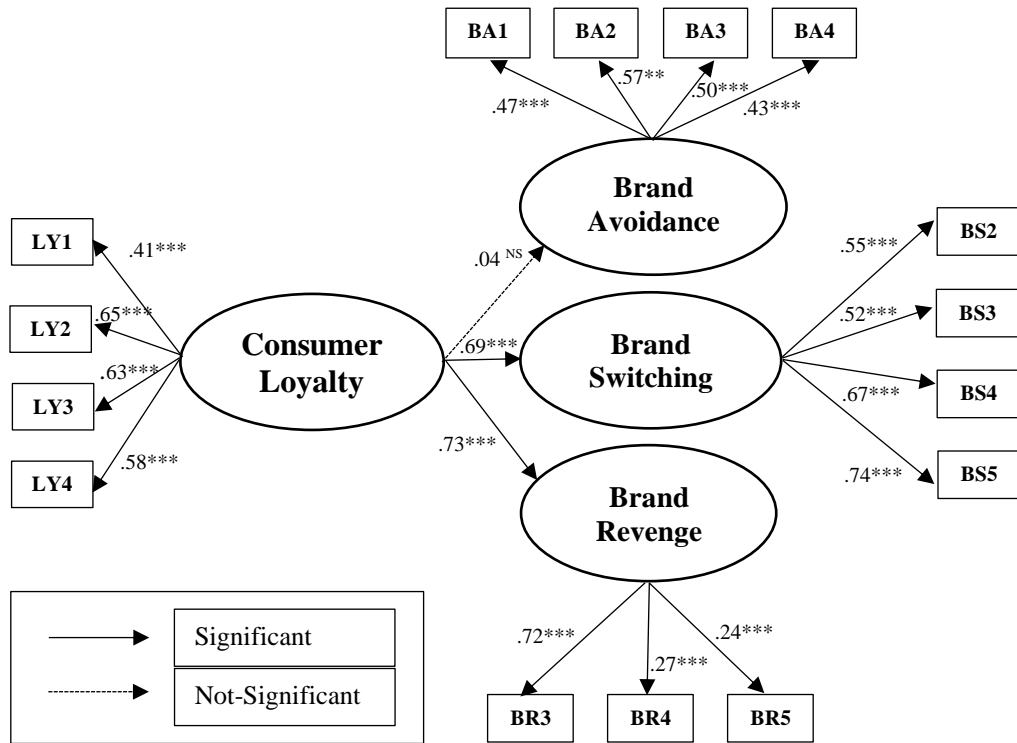 BA1
BA2
BA3
BA4
.47***
.57**
.50***
.43***
Brand
Avoidance
LY1
LY2
LY3
LY4
.41***
.65***
.63***
.58***
Consumer
Loyalty
.04 NS
.69***
.73***
Brand
Switching
.55***
.52***
.67***
.74***
BS2
BS3
BS4
BS5
Brand
Revenge
.72***
.27***
.24***
BR3
BR4
BR5
Significant
Not-Significant